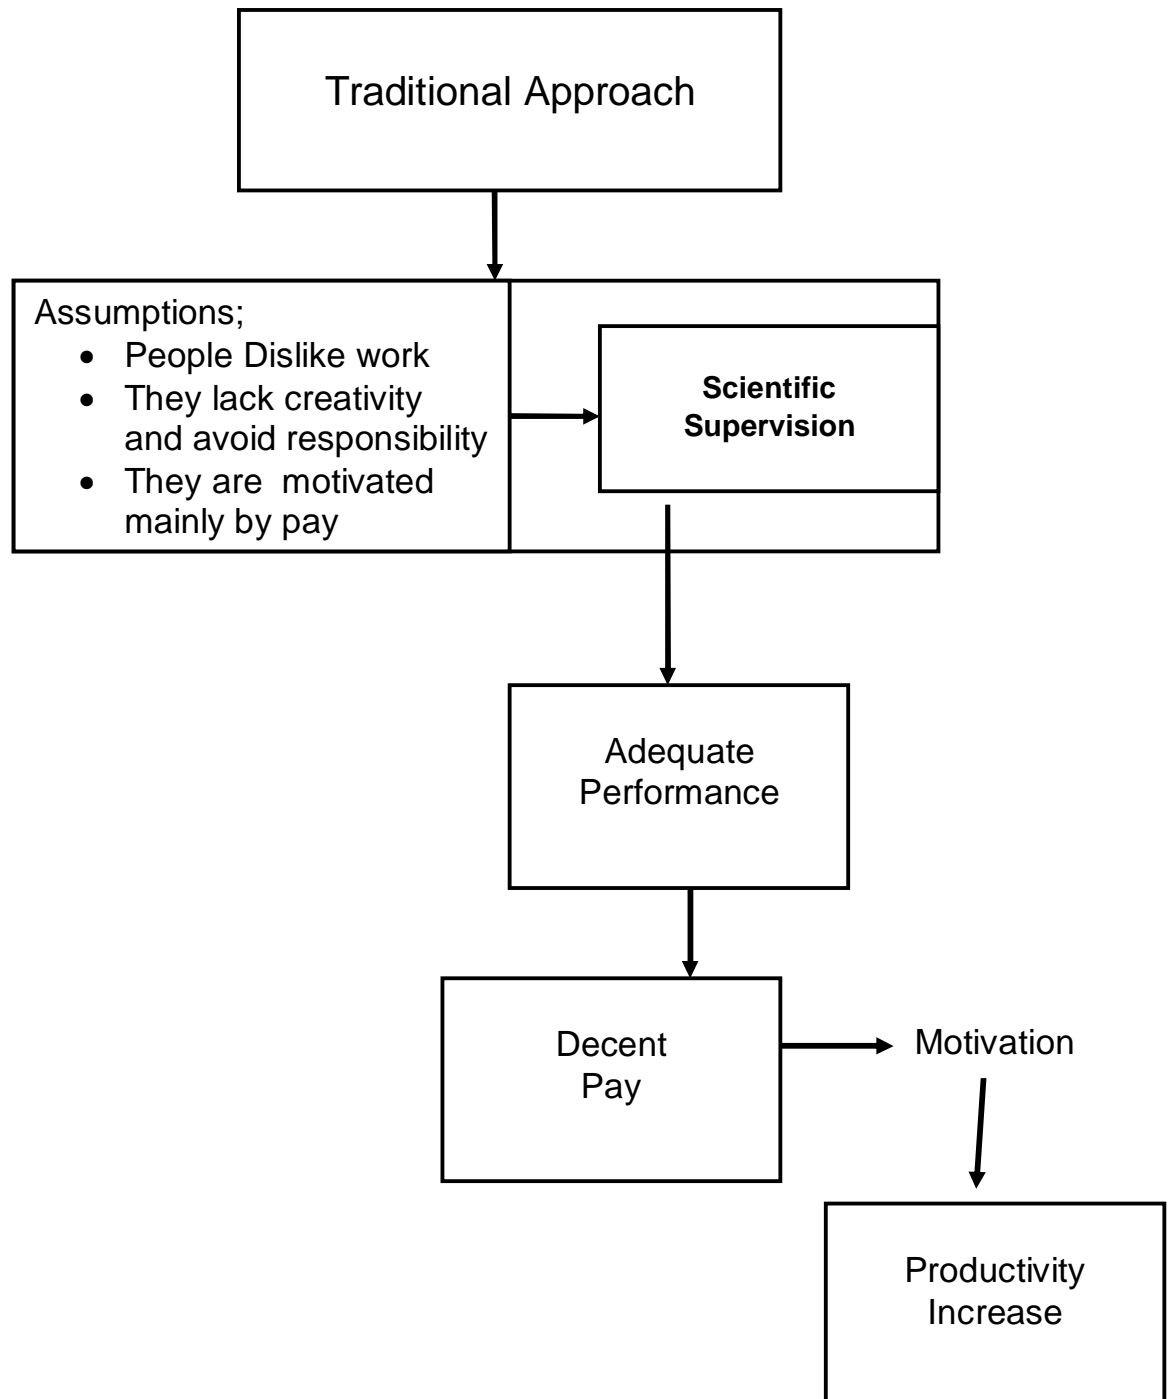 Traditional Approach
Assumptions;
• People Dislike work
• They lack creativity
and avoid responsibility
• They are  motivated
mainly by pay
Scientific
Supervision
Adequate
Performance
Decent
Pay
Motivation
Productivity
Increase